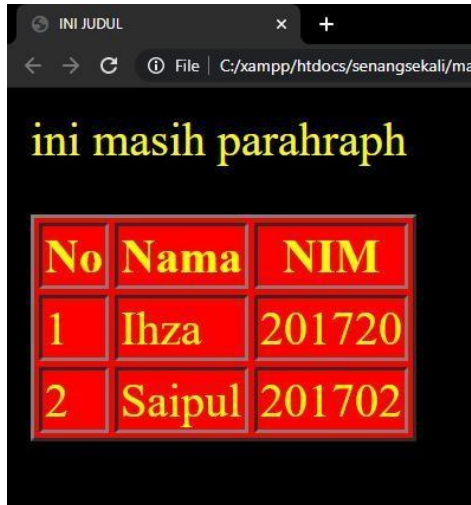 INI JUDUL
File | C:/xampp/htdocs/senangsekali/ma
ini masih parahraph
No Nama NIM
1 Ihza 201720
2 Saipul 201702